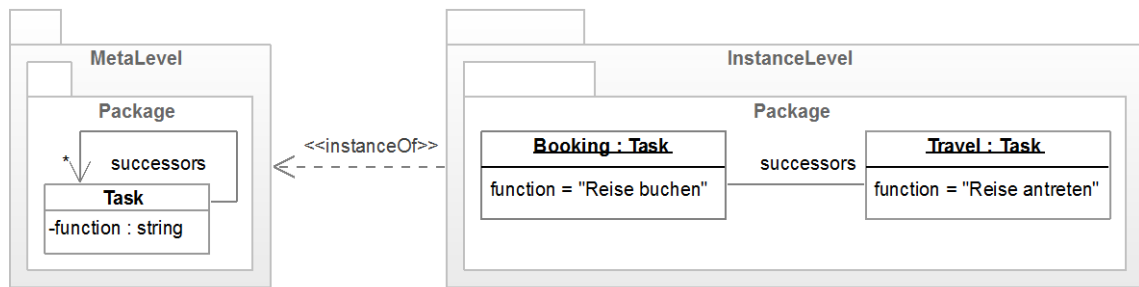 MetaLevel
Package
*
successors
Task
-function : string
<<instanceOf>>
InstanceLevel
Package
Booking : Task
function = "Reise buchen"
successors
Travel : Task
function = "Reise antreten"